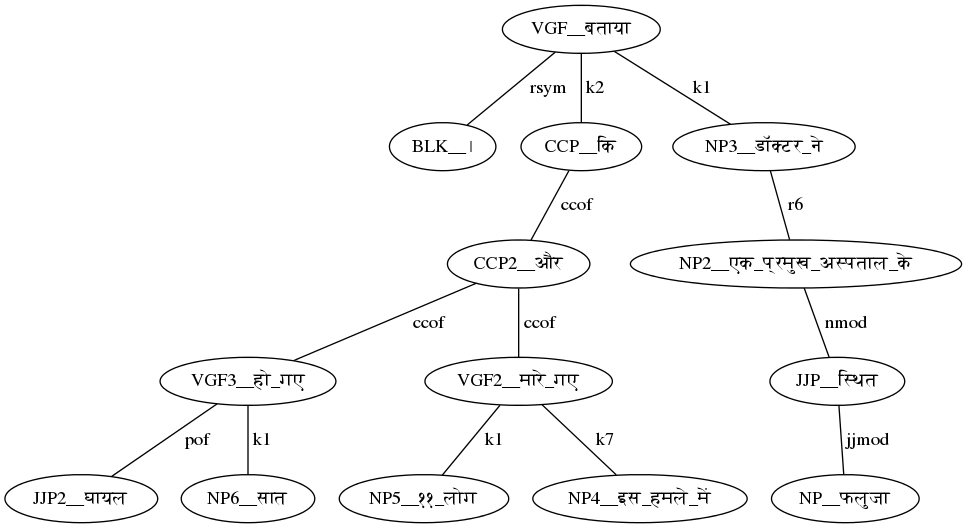 VGF__बताया
rsym k2 k1
BLK__। CCP__कि NP3__डॉक्टर_ने
ccof r6
CCP2__और NP2__एक_प्रमुख_अस्पताल_के
ccof ccof nmod
VGF3__हो_गए VGF2__मारे_गए JJP__स्थित
pof k1 k1 k7 jjmod
JJP2__घायल NP6__सात NP5__११_लोग NP4__इस_हमले_में NP__फलुजा